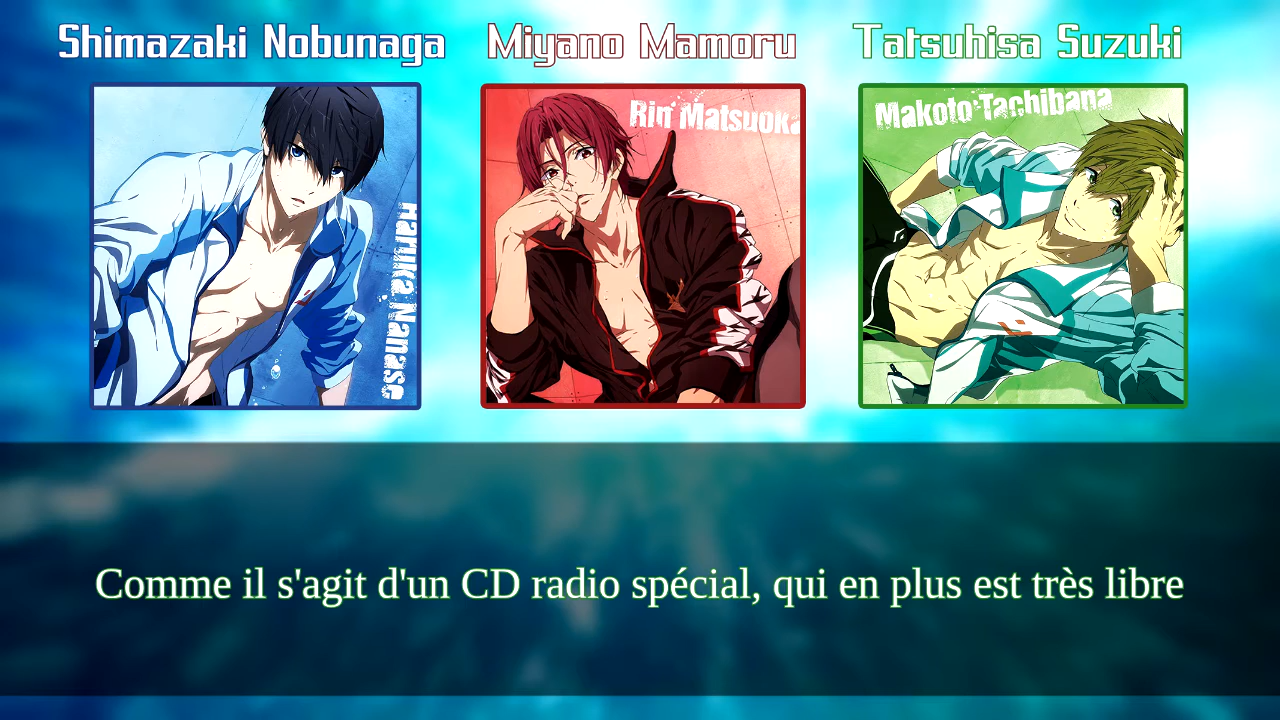 Shimazaki Nobunaga
Miyano Mamoru
Tatsuhisa Suzuki
Haruka Nanase
Rin Matsuoka
Makoto Tachibana
Comme il s'agit d'un CD radio spécial, qui en plus est très libre